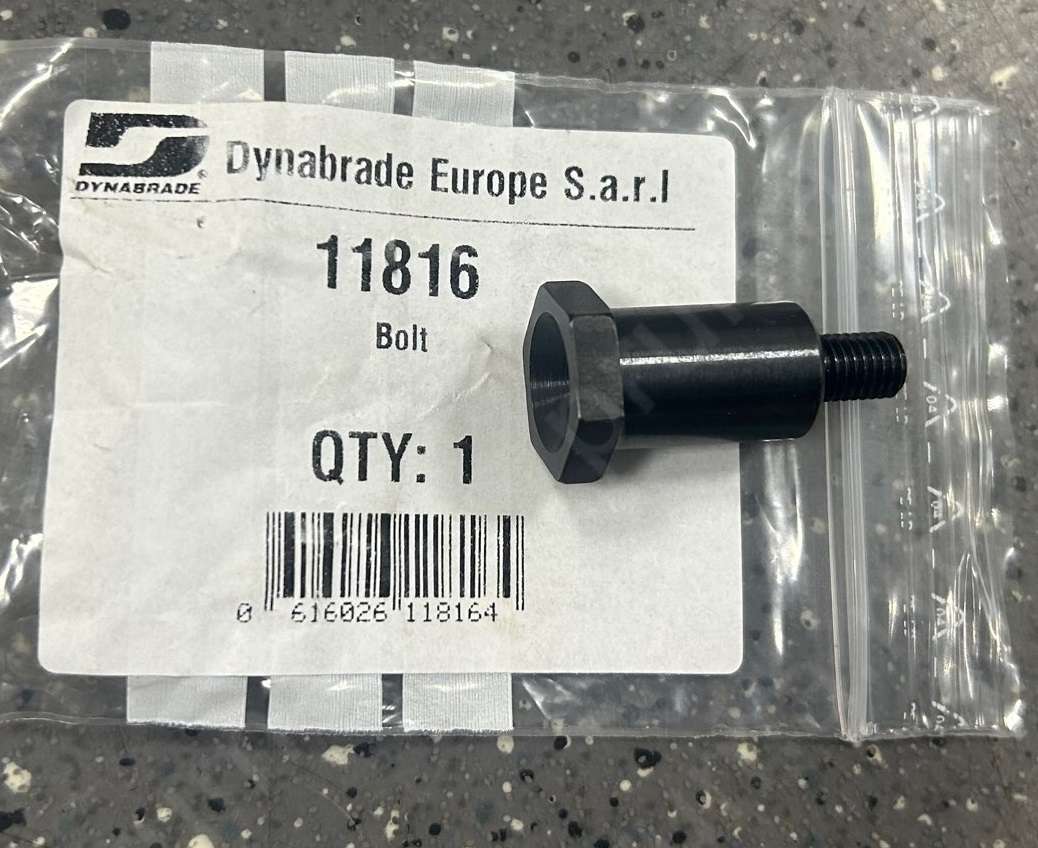 DYNABRADE®
Dynabrade Europe S.a.r.l
11816
Bolt
QTY: 1
0 616026 118164